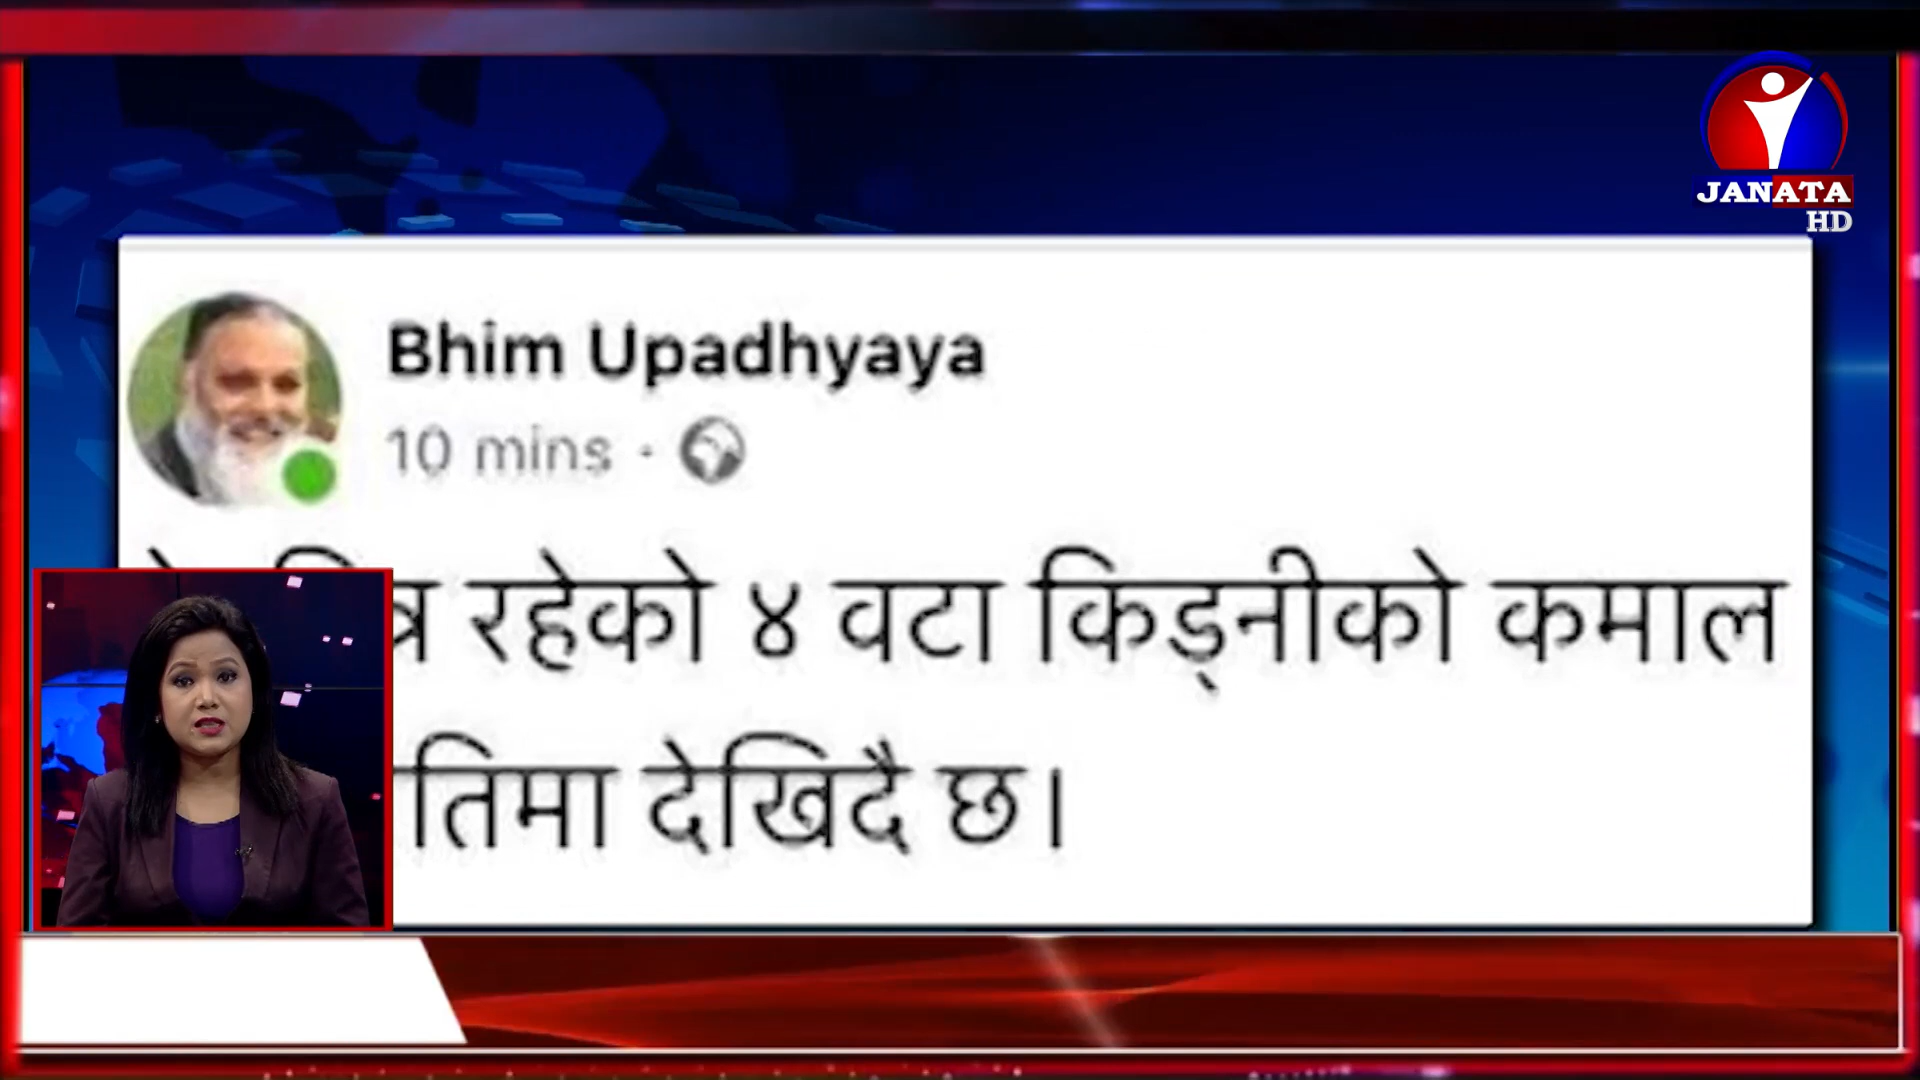 JANATA
HD
Bhim Upadhyaya
10 mins ·
रहेको ४ वटा किड्नीको कमाल
देखिदै छ।